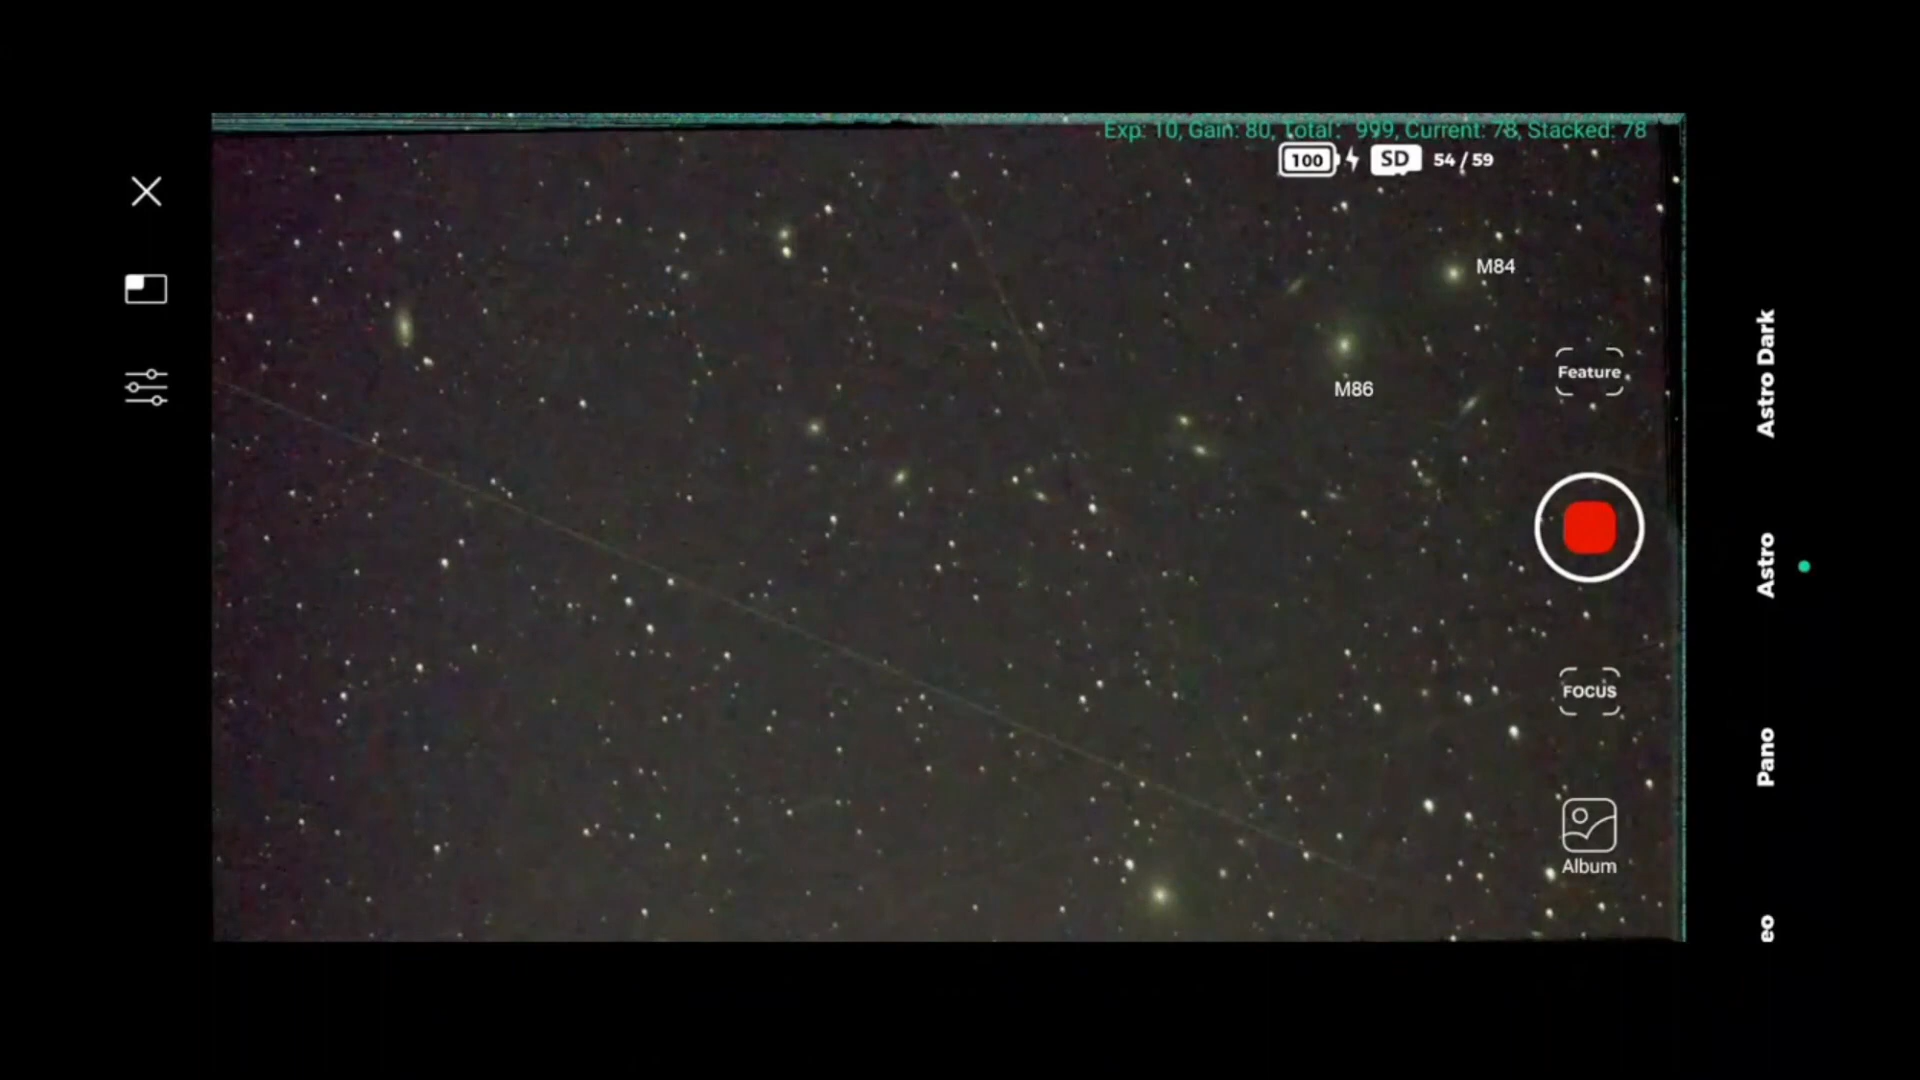 Exp: 10, Gain: 80, Total: 999, Current: 78, Stacked: 78
100 SD 54 / 59
M84
M86
Feature
FOCUS
Album
Astro Dark
Astro
Pano
eo